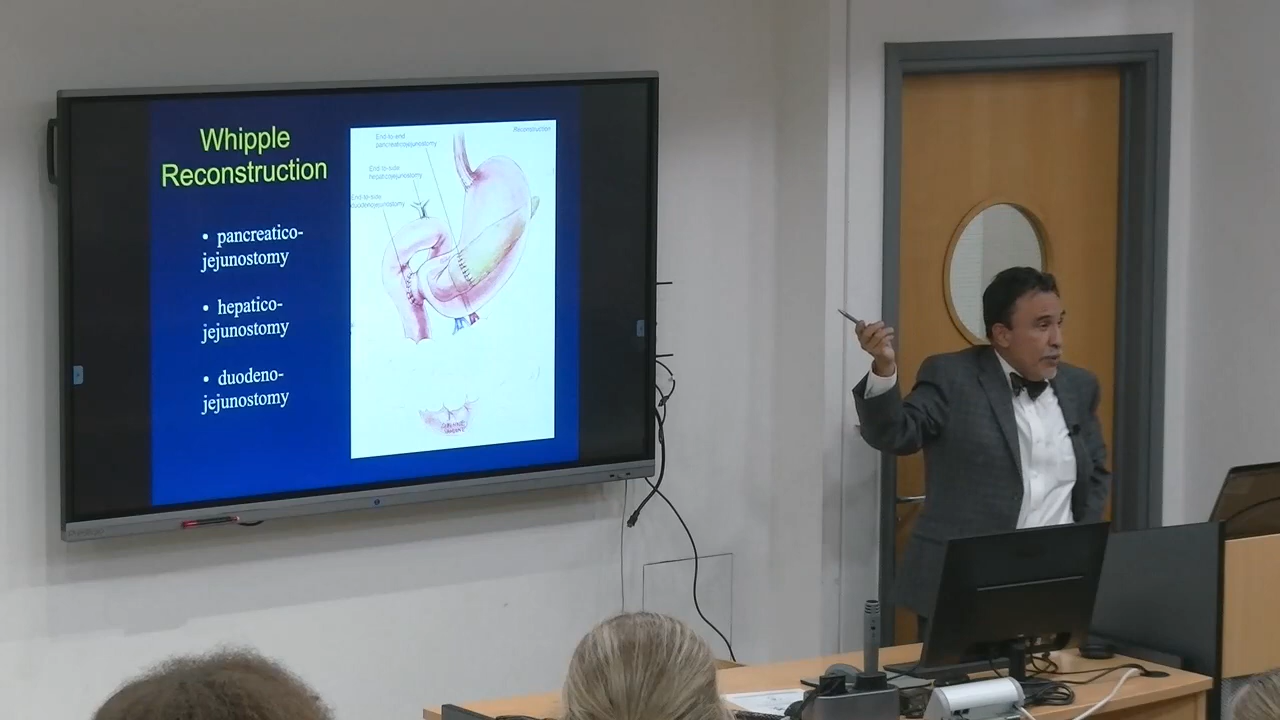 Whipple
Reconstruction
• pancreatico-
jejunostomy
• hepatico-
jejunostomy
• duodeno-
jejunostomy
End-to-end
pancreaticojejunostomy
Reconstruction
End-to-side
hepaticojejunostomy
End-to-side
duodenojejunostomy